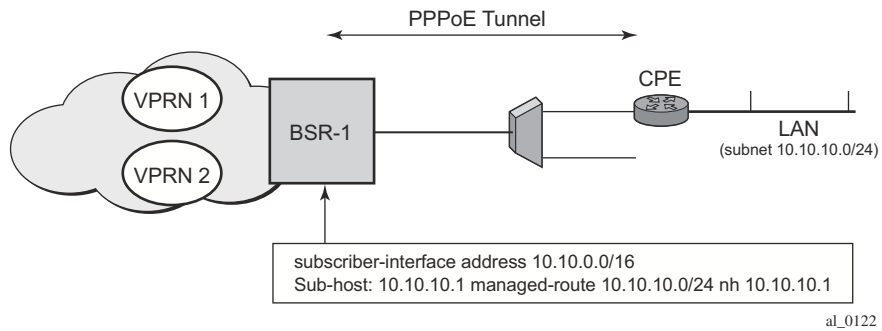 PPPoE Tunnel
CPE
VPRN 1
BSR-1
LAN
(subnet 10.10.10.0/24)
VPRN 2
subscriber-interface address 10.10.0.0/16
Sub-host: 10.10.10.1 managed-route 10.10.10.0/24 nh 10.10.10.1
al_0122